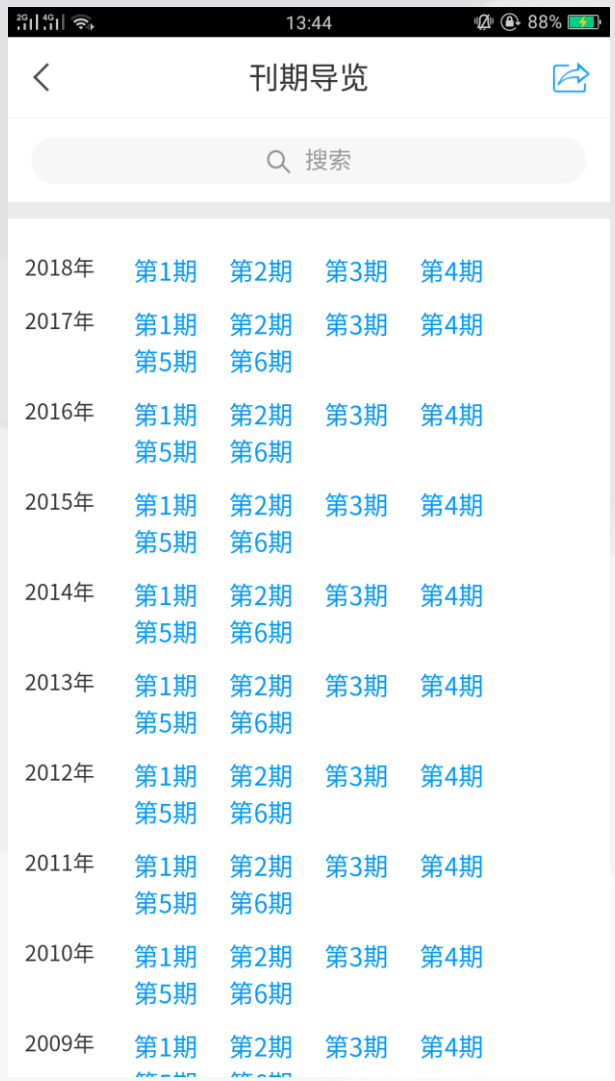 2G 4G 13:44 88%
刊期导览
搜索
2018年 第1期 第2期 第3期 第4期
2017年 第1期 第2期 第3期 第4期
第5期 第6期
2016年 第1期 第2期 第3期 第4期
第5期 第6期
2015年 第1期 第2期 第3期 第4期
第5期 第6期
2014年 第1期 第2期 第3期 第4期
第5期 第6期
2013年 第1期 第2期 第3期 第4期
第5期 第6期
2012年 第1期 第2期 第3期 第4期
第5期 第6期
2011年 第1期 第2期 第3期 第4期
第5期 第6期
2010年 第1期 第2期 第3期 第4期
第5期 第6期
2009年 第1期 第2期 第3期 第4期